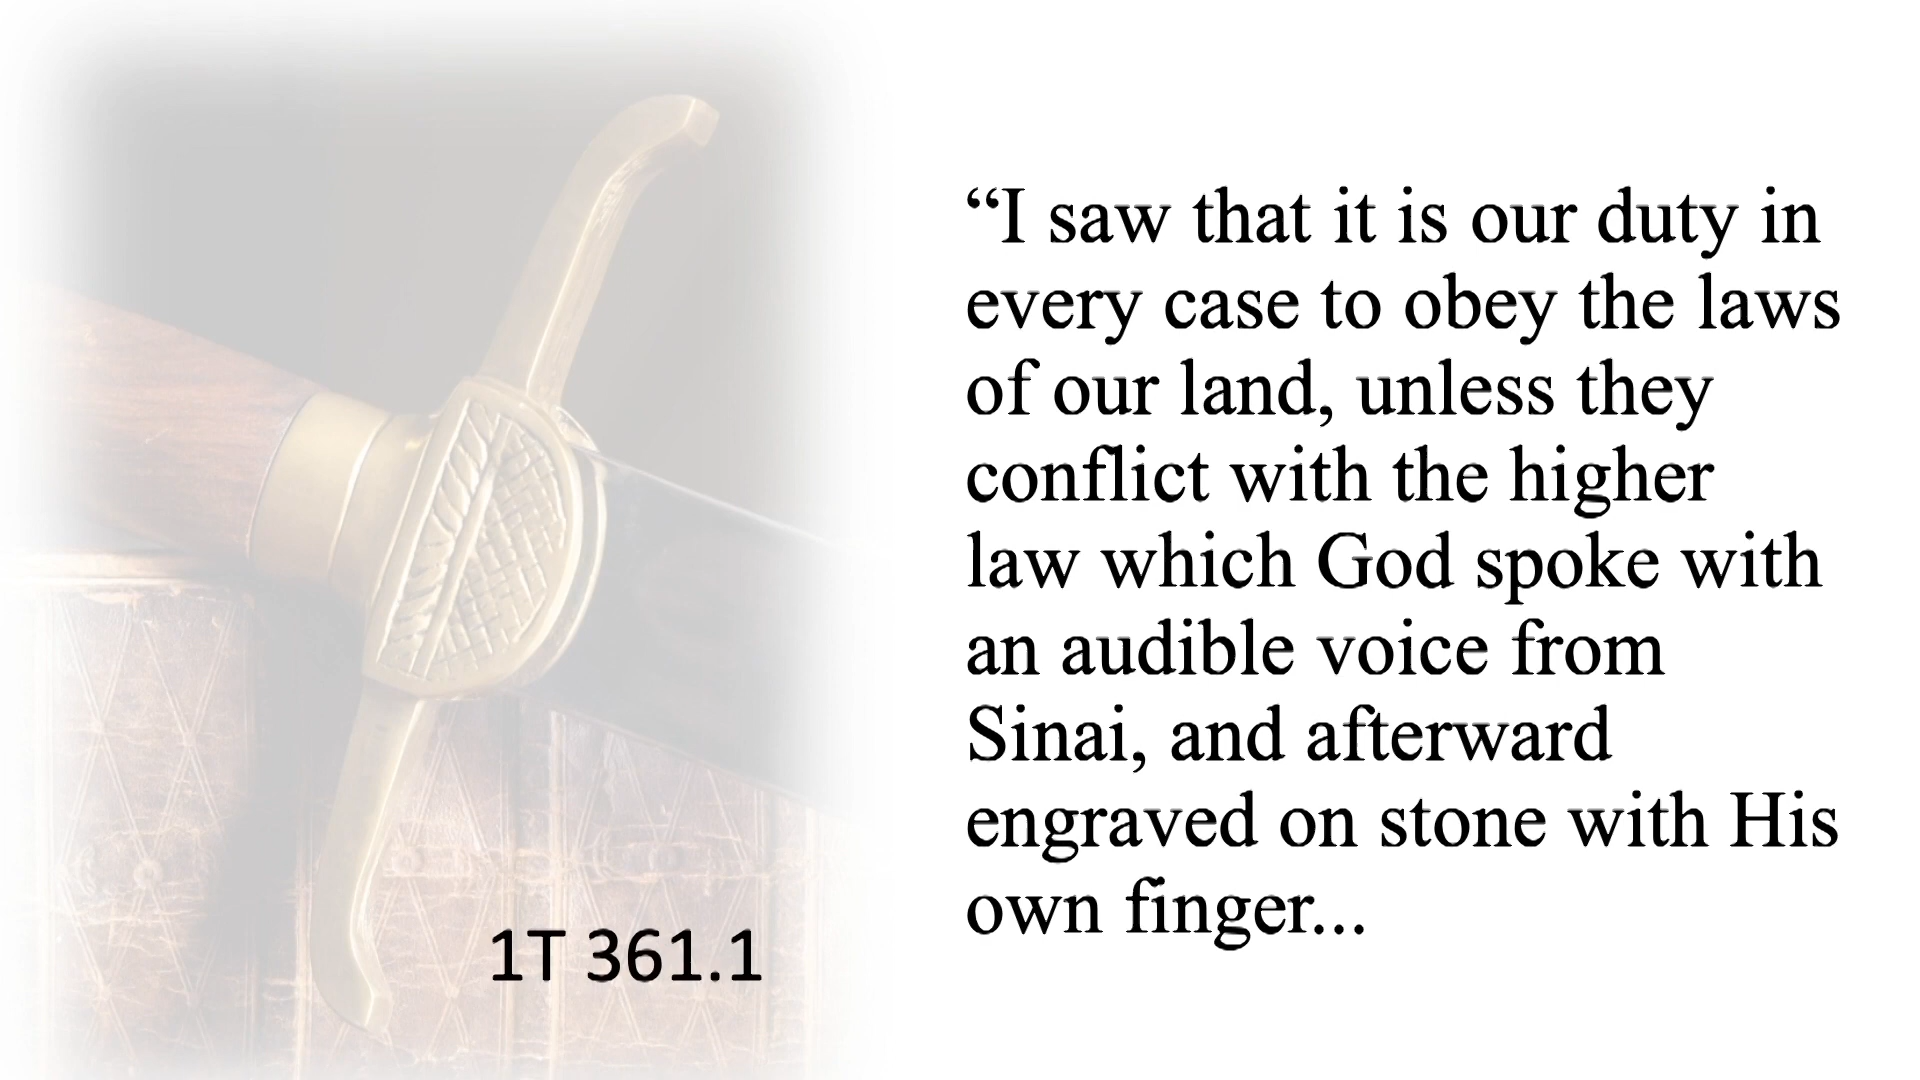 “I saw that it is our duty in
every case to obey the laws
of our land, unless they
conflict with the higher
law which God spoke with
an audible voice from
Sinai, and afterward
engraved on stone with His
own finger...
1T 361.1